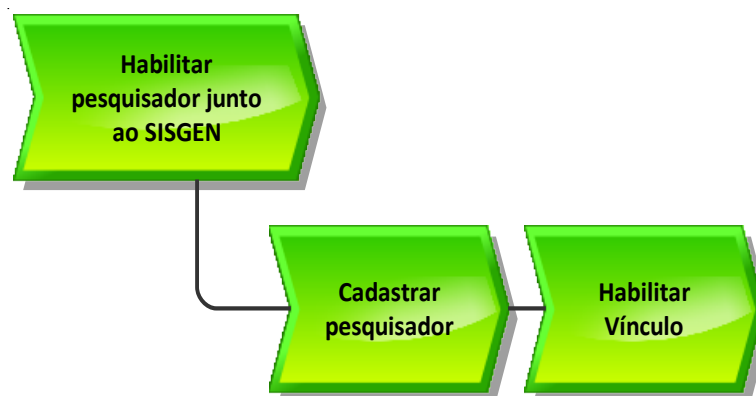 Habilitar
pesquisador junto
ao SISGEN
Cadastrar
pesquisador
Habilitar
Vínculo